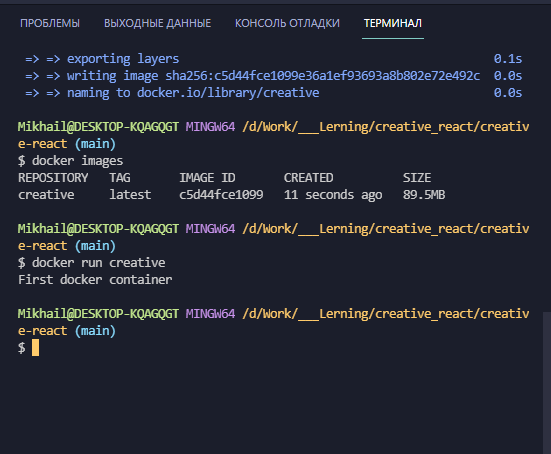 ПРОБЛЕМЫ ВЫХОДНЫЕ ДАННЫЕ КОНСОЛЬ ОТЛАДКИ ТЕРМИНАЛ
=> => exporting layers 0.1s
=> => writing image sha256:c5d44fce1099e36a1ef93693a8b802e72e492c 0.0s
=> => naming to docker.io/library/creative 0.0s
Mikhail@DESKTOP-KQAGQGT MINGW64 /d/Work/___Lerning/creative_react/creativ
e-react (main)
$ docker images
REPOSITORY TAG IMAGE ID CREATED SIZE
creative latest c5d44fce1099 11 seconds ago 89.5MB
Mikhail@DESKTOP-KQAGQGT MINGW64 /d/Work/___Lerning/creative_react/creativ
e-react (main)
$ docker run creative
First docker container
Mikhail@DESKTOP-KQAGQGT MINGW64 /d/Work/___Lerning/creative_react/creativ
e-react (main)
$